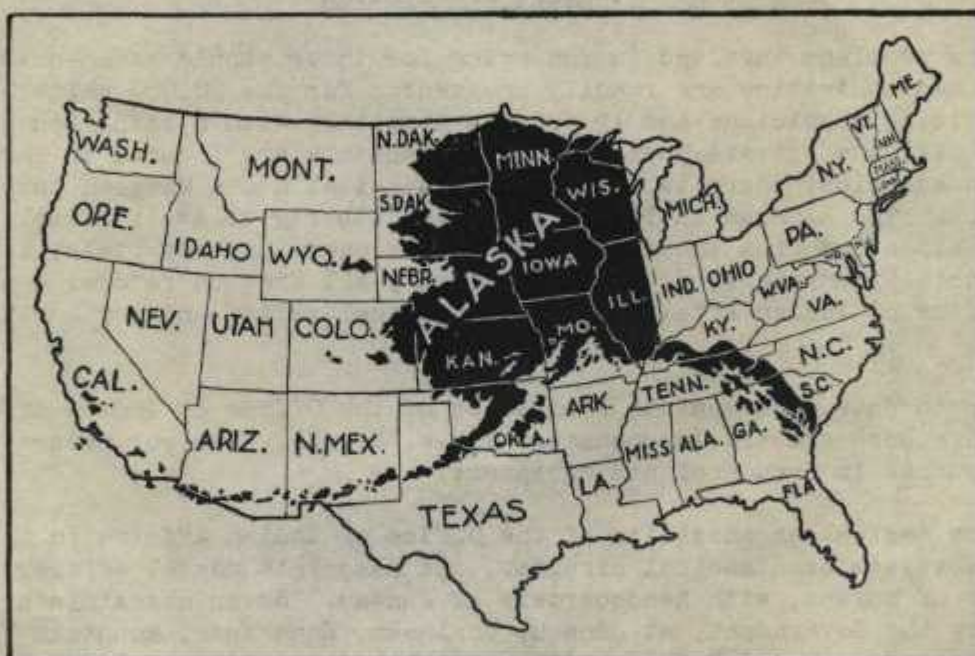 WASH.
ORE.
CAL.
NEV.
IDAHO
MONT.
WYO.
UTAH
ARIZ.
COLO.
N.MEX.
N.DAK.
S.DAK
NEBR.
KAN.
OKLA.
TEXAS
MINN.
IOWA
MO.
ARK.
LA.
WIS.
ILL.
MICH.
IND.
OHIO
KY.
TENN.
MISS
ALA.
GA.
FLA
S.C.
N.C.
VA.
W.VA.
PA.
NY.
VT.
NH
MASS
ME.
ALASKA